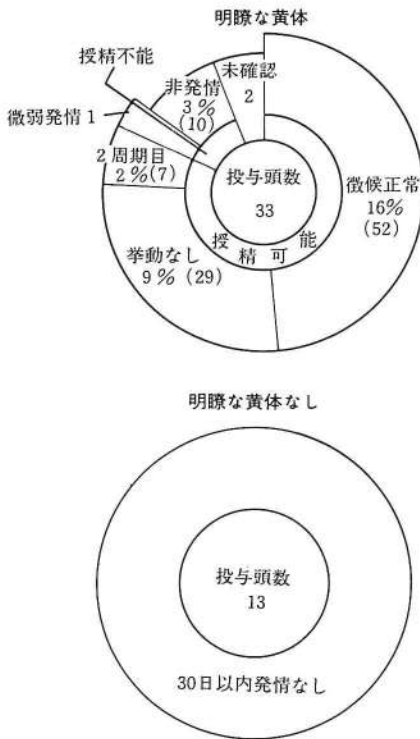 明瞭な黄体
授精不能
非発情
3%
(10)
未確認
2
微弱発情 1
2周期目
2%(7)
投与頭数
33
徴候正常
16%
(52)
授精可能
挙動なし
9% (29)
明瞭な黄体なし
投与頭数
13
30日以内発情なし